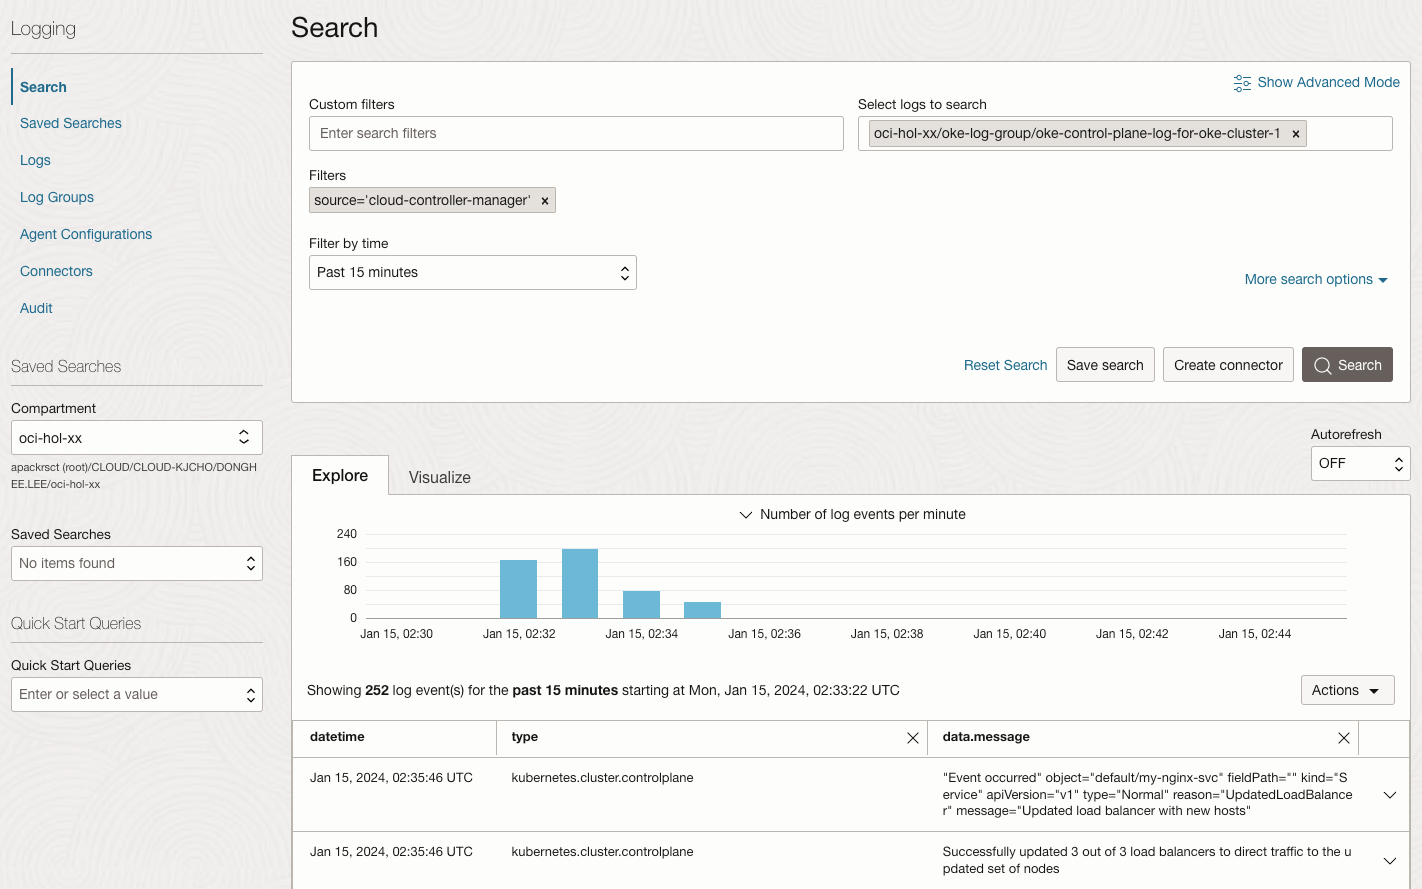 Logging
Search
Saved Searches
Logs
Log Groups
Agent Configurations
Connectors
Audit
Saved Searches
Compartment
oci-hol-xx
apackrsct (root)/CLOUD/CLOUD-KJCHO/DONGH
EE.LEE/oci-hol-xx
Saved Searches
No items found
Quick Start Queries
Quick Start Queries
Enter or select a value
Search
Show Advanced Mode
Custom filters
Enter search filters
Select logs to search
oci-hol-xx/oke-log-group/oke-control-plane-log-for-oke-cluster-1 ×
Filters
source='cloud-controller-manager' ×
Filter by time
Past 15 minutes
More search options
Reset Search Save search Create connector Search
Autorefresh
OFF
Explore Visualize
Number of log events per minute
240
160
80
0
Jan 15, 02:30 Jan 15, 02:32 Jan 15, 02:34 Jan 15, 02:36 Jan 15, 02:38 Jan 15, 02:40 Jan 15, 02:42 Jan 15, 02:44
Showing 252 log event(s) for the past 15 minutes starting at Mon, Jan 15, 2024, 02:33:22 UTC
Actions
datetime type data.message
Jan 15, 2024, 02:35:46 UTC kubernetes.cluster.controlplane "Event occurred" object="default/my-nginx-svc" fieldPath="" kind="S
ervice" apiVersion="v1" type="Normal" reason="UpdatedLoadBalance
r" message="Updated load balancer with new hosts"
Jan 15, 2024, 02:35:46 UTC kubernetes.cluster.controlplane Successfully updated 3 out of 3 load balancers to direct traffic to the u
pdated set of nodes